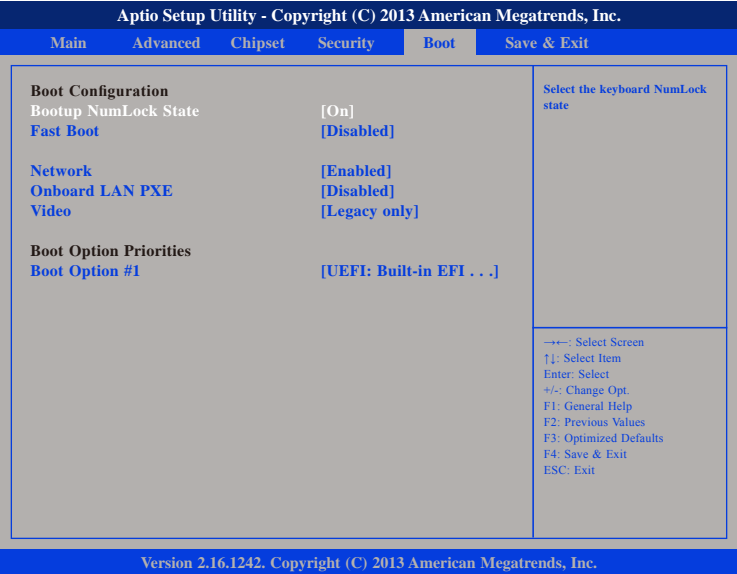 Aptio Setup Utility - Copyright (C) 2013 American Megatrends, Inc.
Main Advanced Chipset Security Boot Save & Exit
Boot Configuration
Bootup NumLock State [On]
Fast Boot [Disabled]
Network [Enabled]
Onboard LAN PXE [Disabled]
Video [Legacy only]
Boot Option Priorities
Boot Option #1 [UEFI: Built-in EFI . . .]
Select the keyboard NumLock
state
→←: Select Screen
↑↓: Select Item
Enter: Select
+/-: Change Opt.
F1: General Help
F2: Previous Values
F3: Optimized Defaults
F4: Save & Exit
ESC: Exit
Version 2.16.1242. Copyright (C) 2013 American Megatrends, Inc.